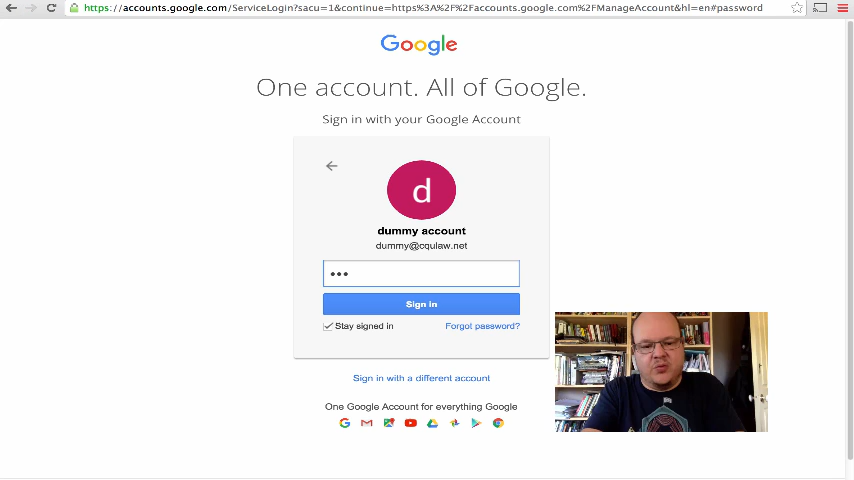 https://accounts.google.com/ServiceLogin?sacu=1&continue=https%3A%2F%2Faccounts.google.com%2FManageAccount&hl=en#password
Google
One account. All of Google.
Sign in with your Google Account
d
dummy account
dummy@cqulaw.net
•••
Sign in
Stay signed in
Forgot password?
Sign in with a different account
One Google Account for everything Google